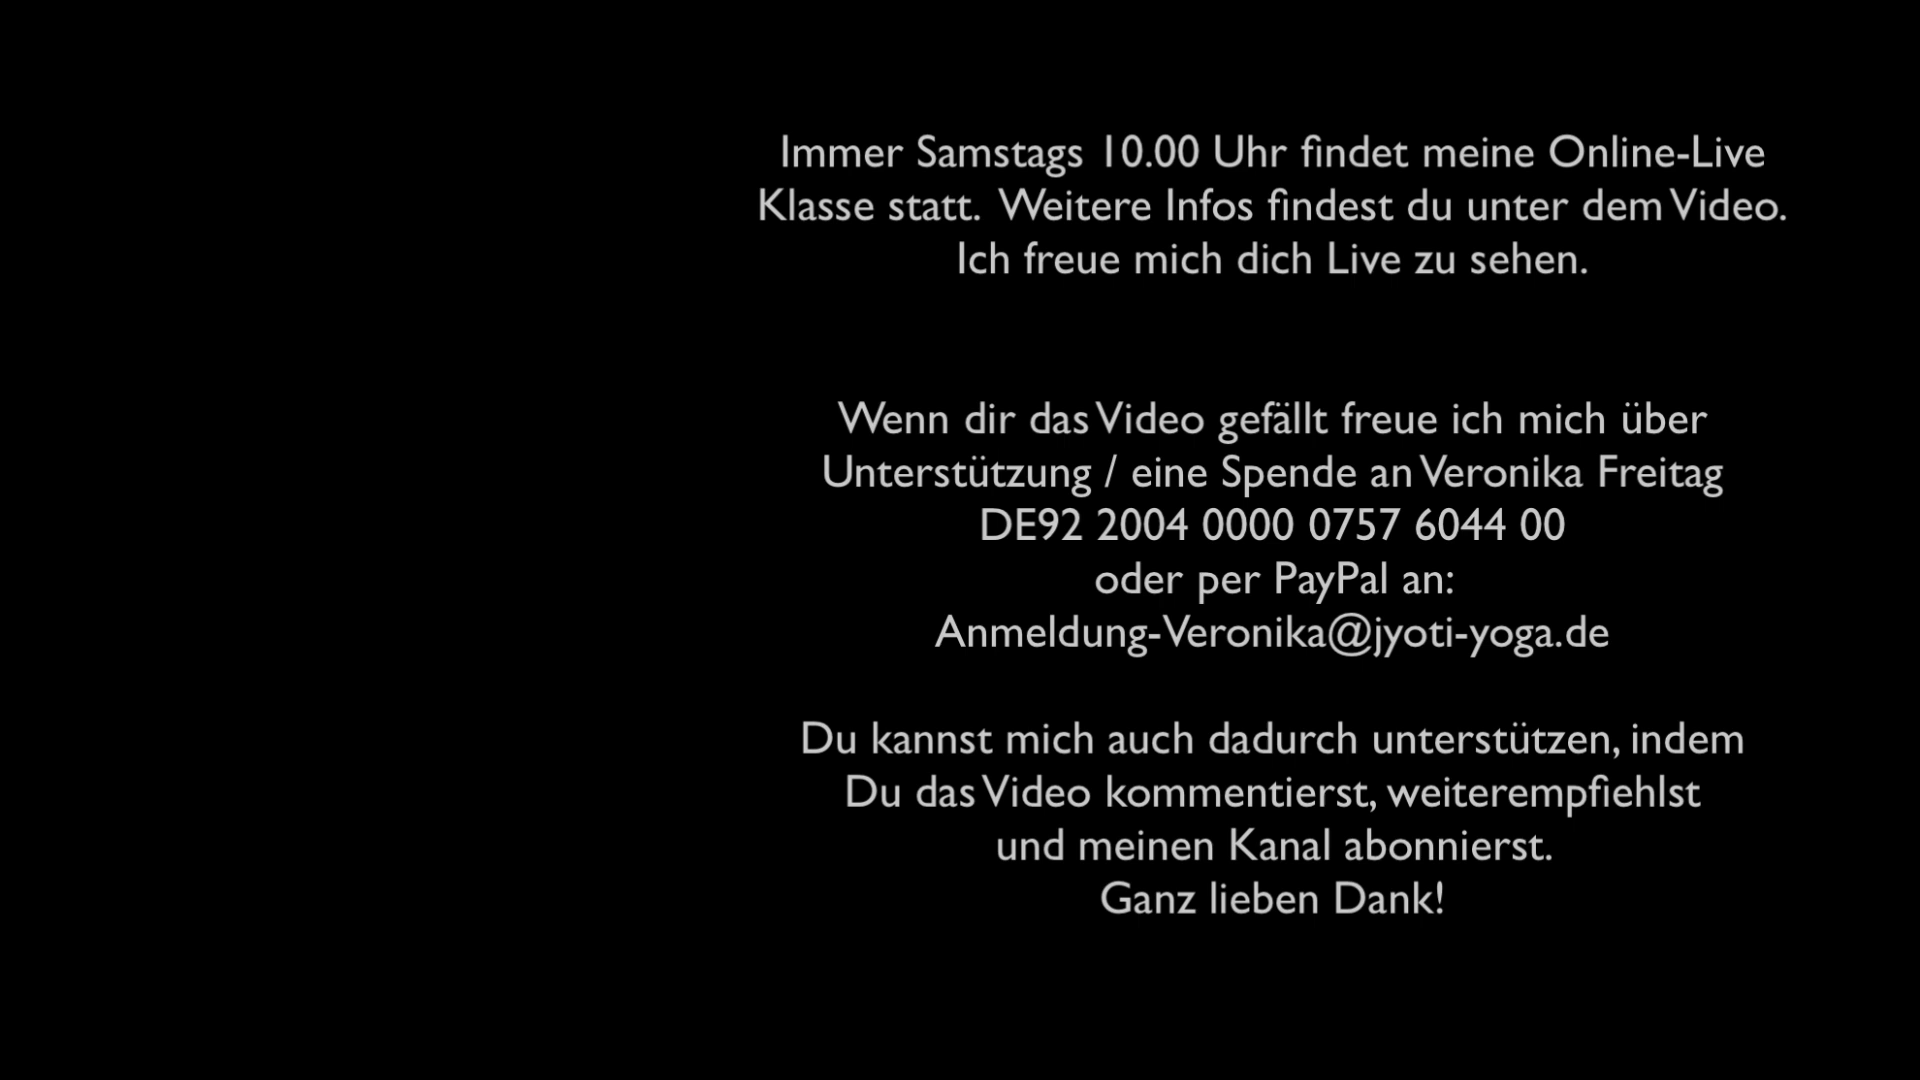 Immer Samstags 10.00 Uhr findet meine Online-Live
Klasse statt. Weitere Infos findest du unter dem Video.
Ich freue mich dich Live zu sehen.
Wenn dir das Video gefällt freue ich mich über
Unterstützung / eine Spende an Veronika Freitag
DE92 2004 0000 0757 6044 00
oder per PayPal an:
Anmeldung-Veronika@jyoti-yoga.de
Du kannst mich auch dadurch unterstützen, indem
Du das Video kommentierst, weiterempfiehlst
und meinen Kanal abonnierst.
Ganz lieben Dank!